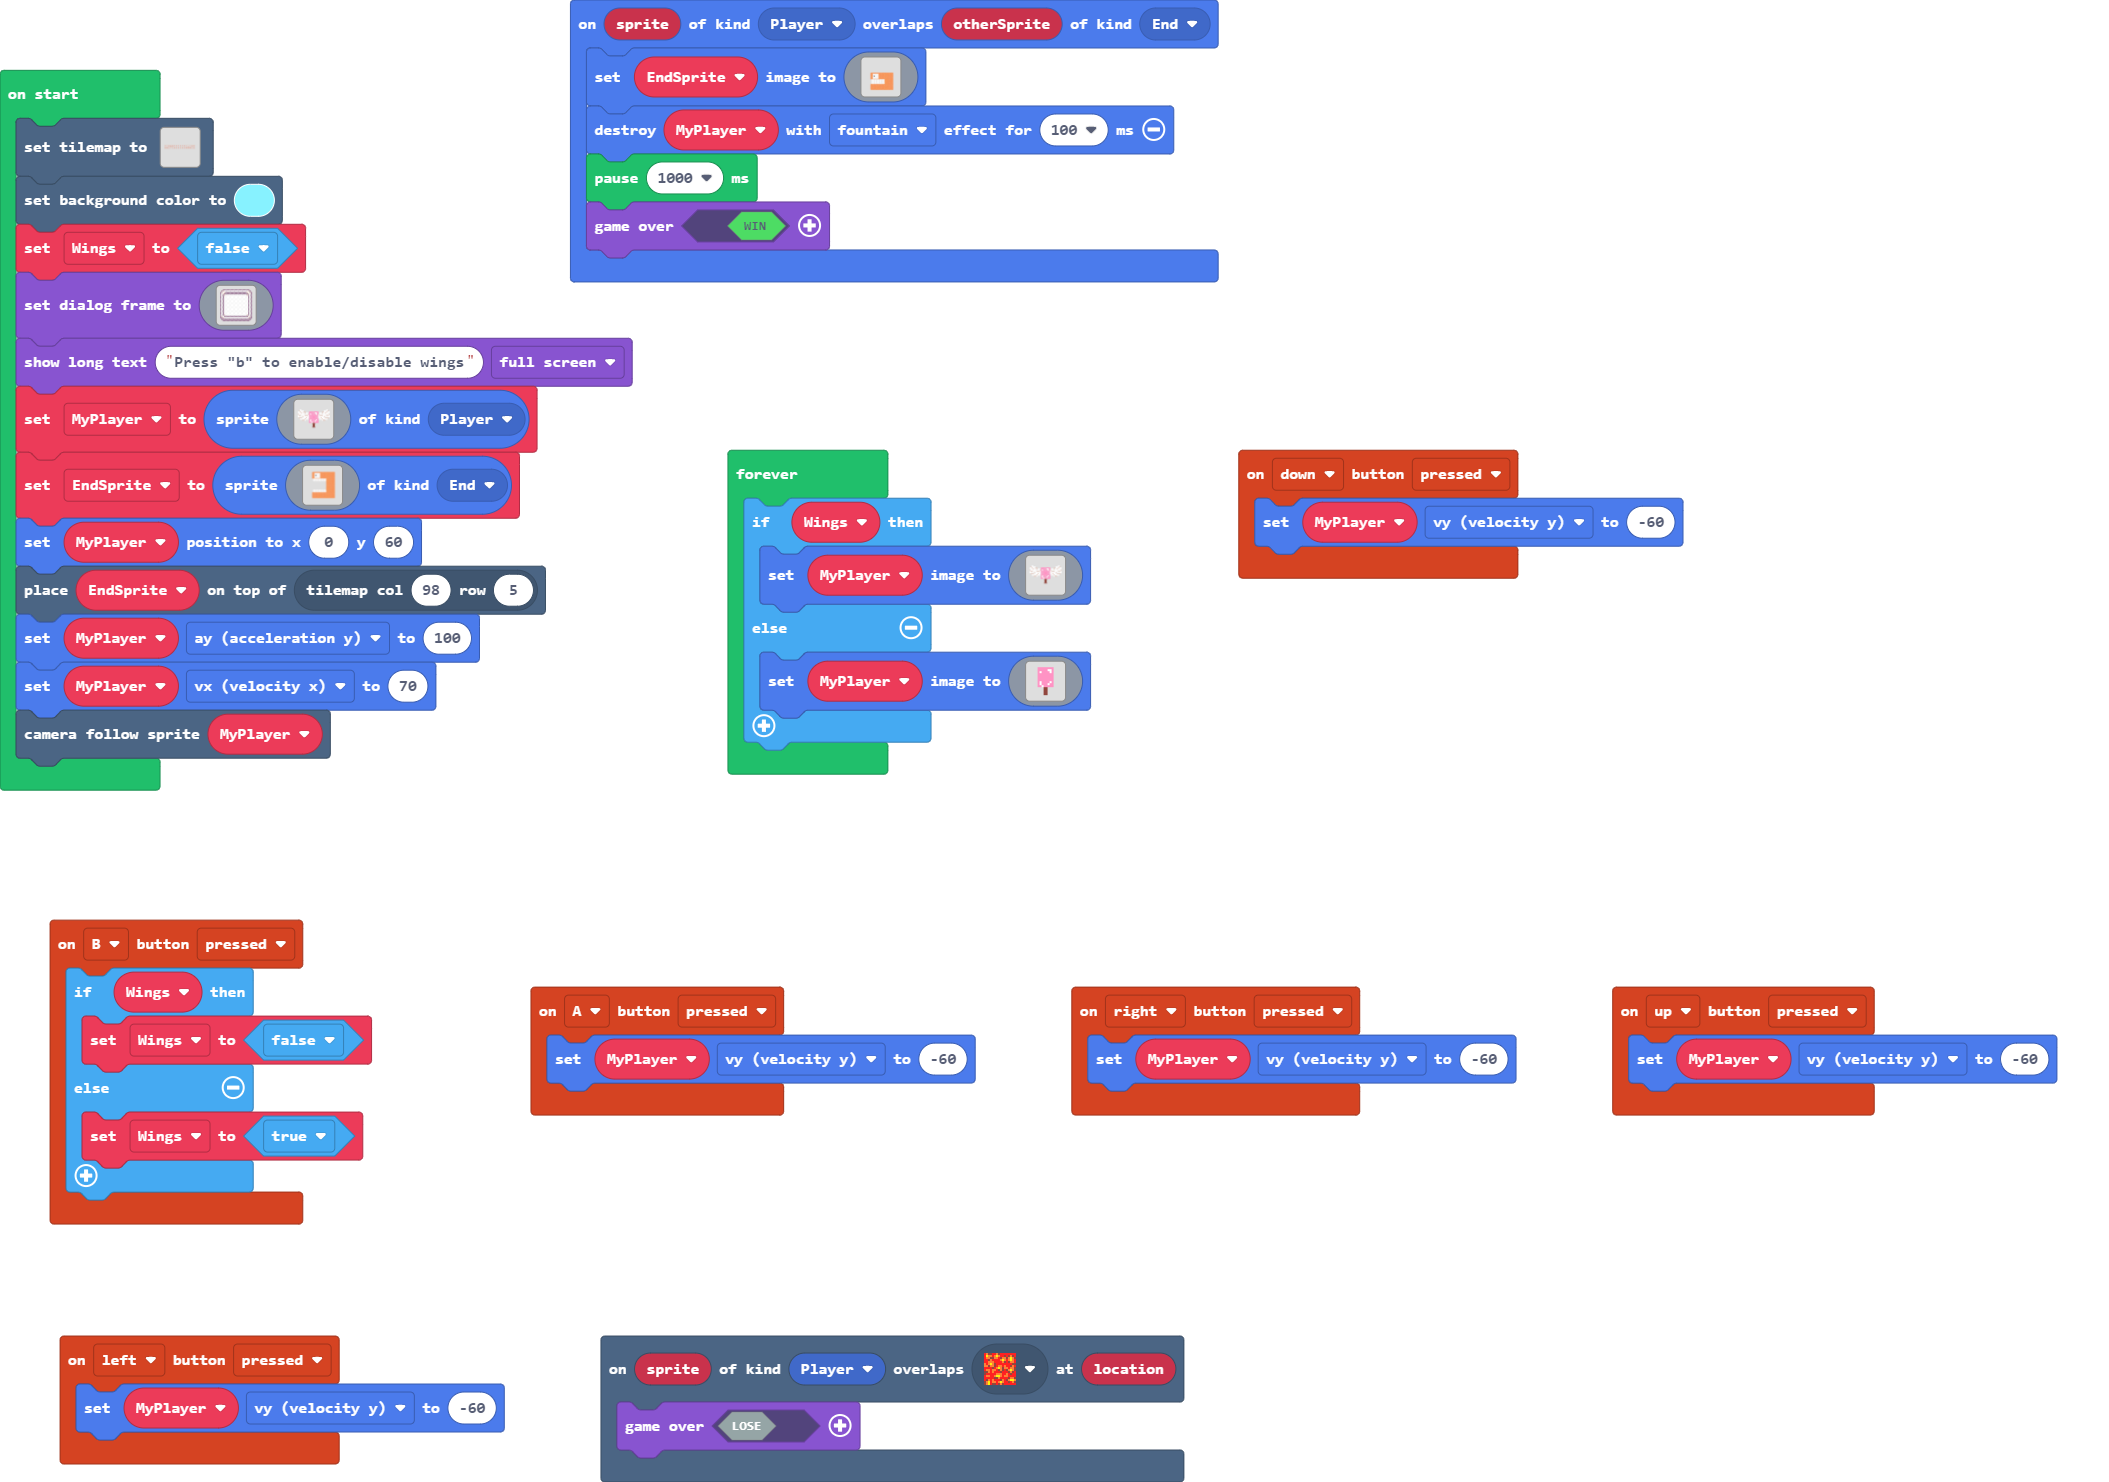 on start
set tilemap to
set background color to
set Wings to false
set dialog frame to
show long text "Press "b" to enable/disable wings" full screen
set MyPlayer to sprite of kind Player
set EndSprite to sprite of kind End
set MyPlayer position to x 0 y 60
place EndSprite on top of tilemap col 98 row 5
set MyPlayer ay (acceleration y) to 100
set MyPlayer vx (velocity x) to 70
camera follow sprite MyPlayer
on sprite of kind Player overlaps otherSprite of kind End
set EndSprite image to
destroy MyPlayer with fountain effect for 100 ms
pause 1000 ms
game over WIN
forever
if Wings then
set MyPlayer image to
else
set MyPlayer image to
on down button pressed
set MyPlayer vy (velocity y) to -60
on B button pressed
if Wings then
set Wings to false
else
set Wings to true
on A button pressed
set MyPlayer vy (velocity y) to -60
on right button pressed
set MyPlayer vy (velocity y) to -60
on up button pressed
set MyPlayer vy (velocity y) to -60
on left button pressed
set MyPlayer vy (velocity y) to -60
on sprite of kind Player overlaps at location
game over LOSE